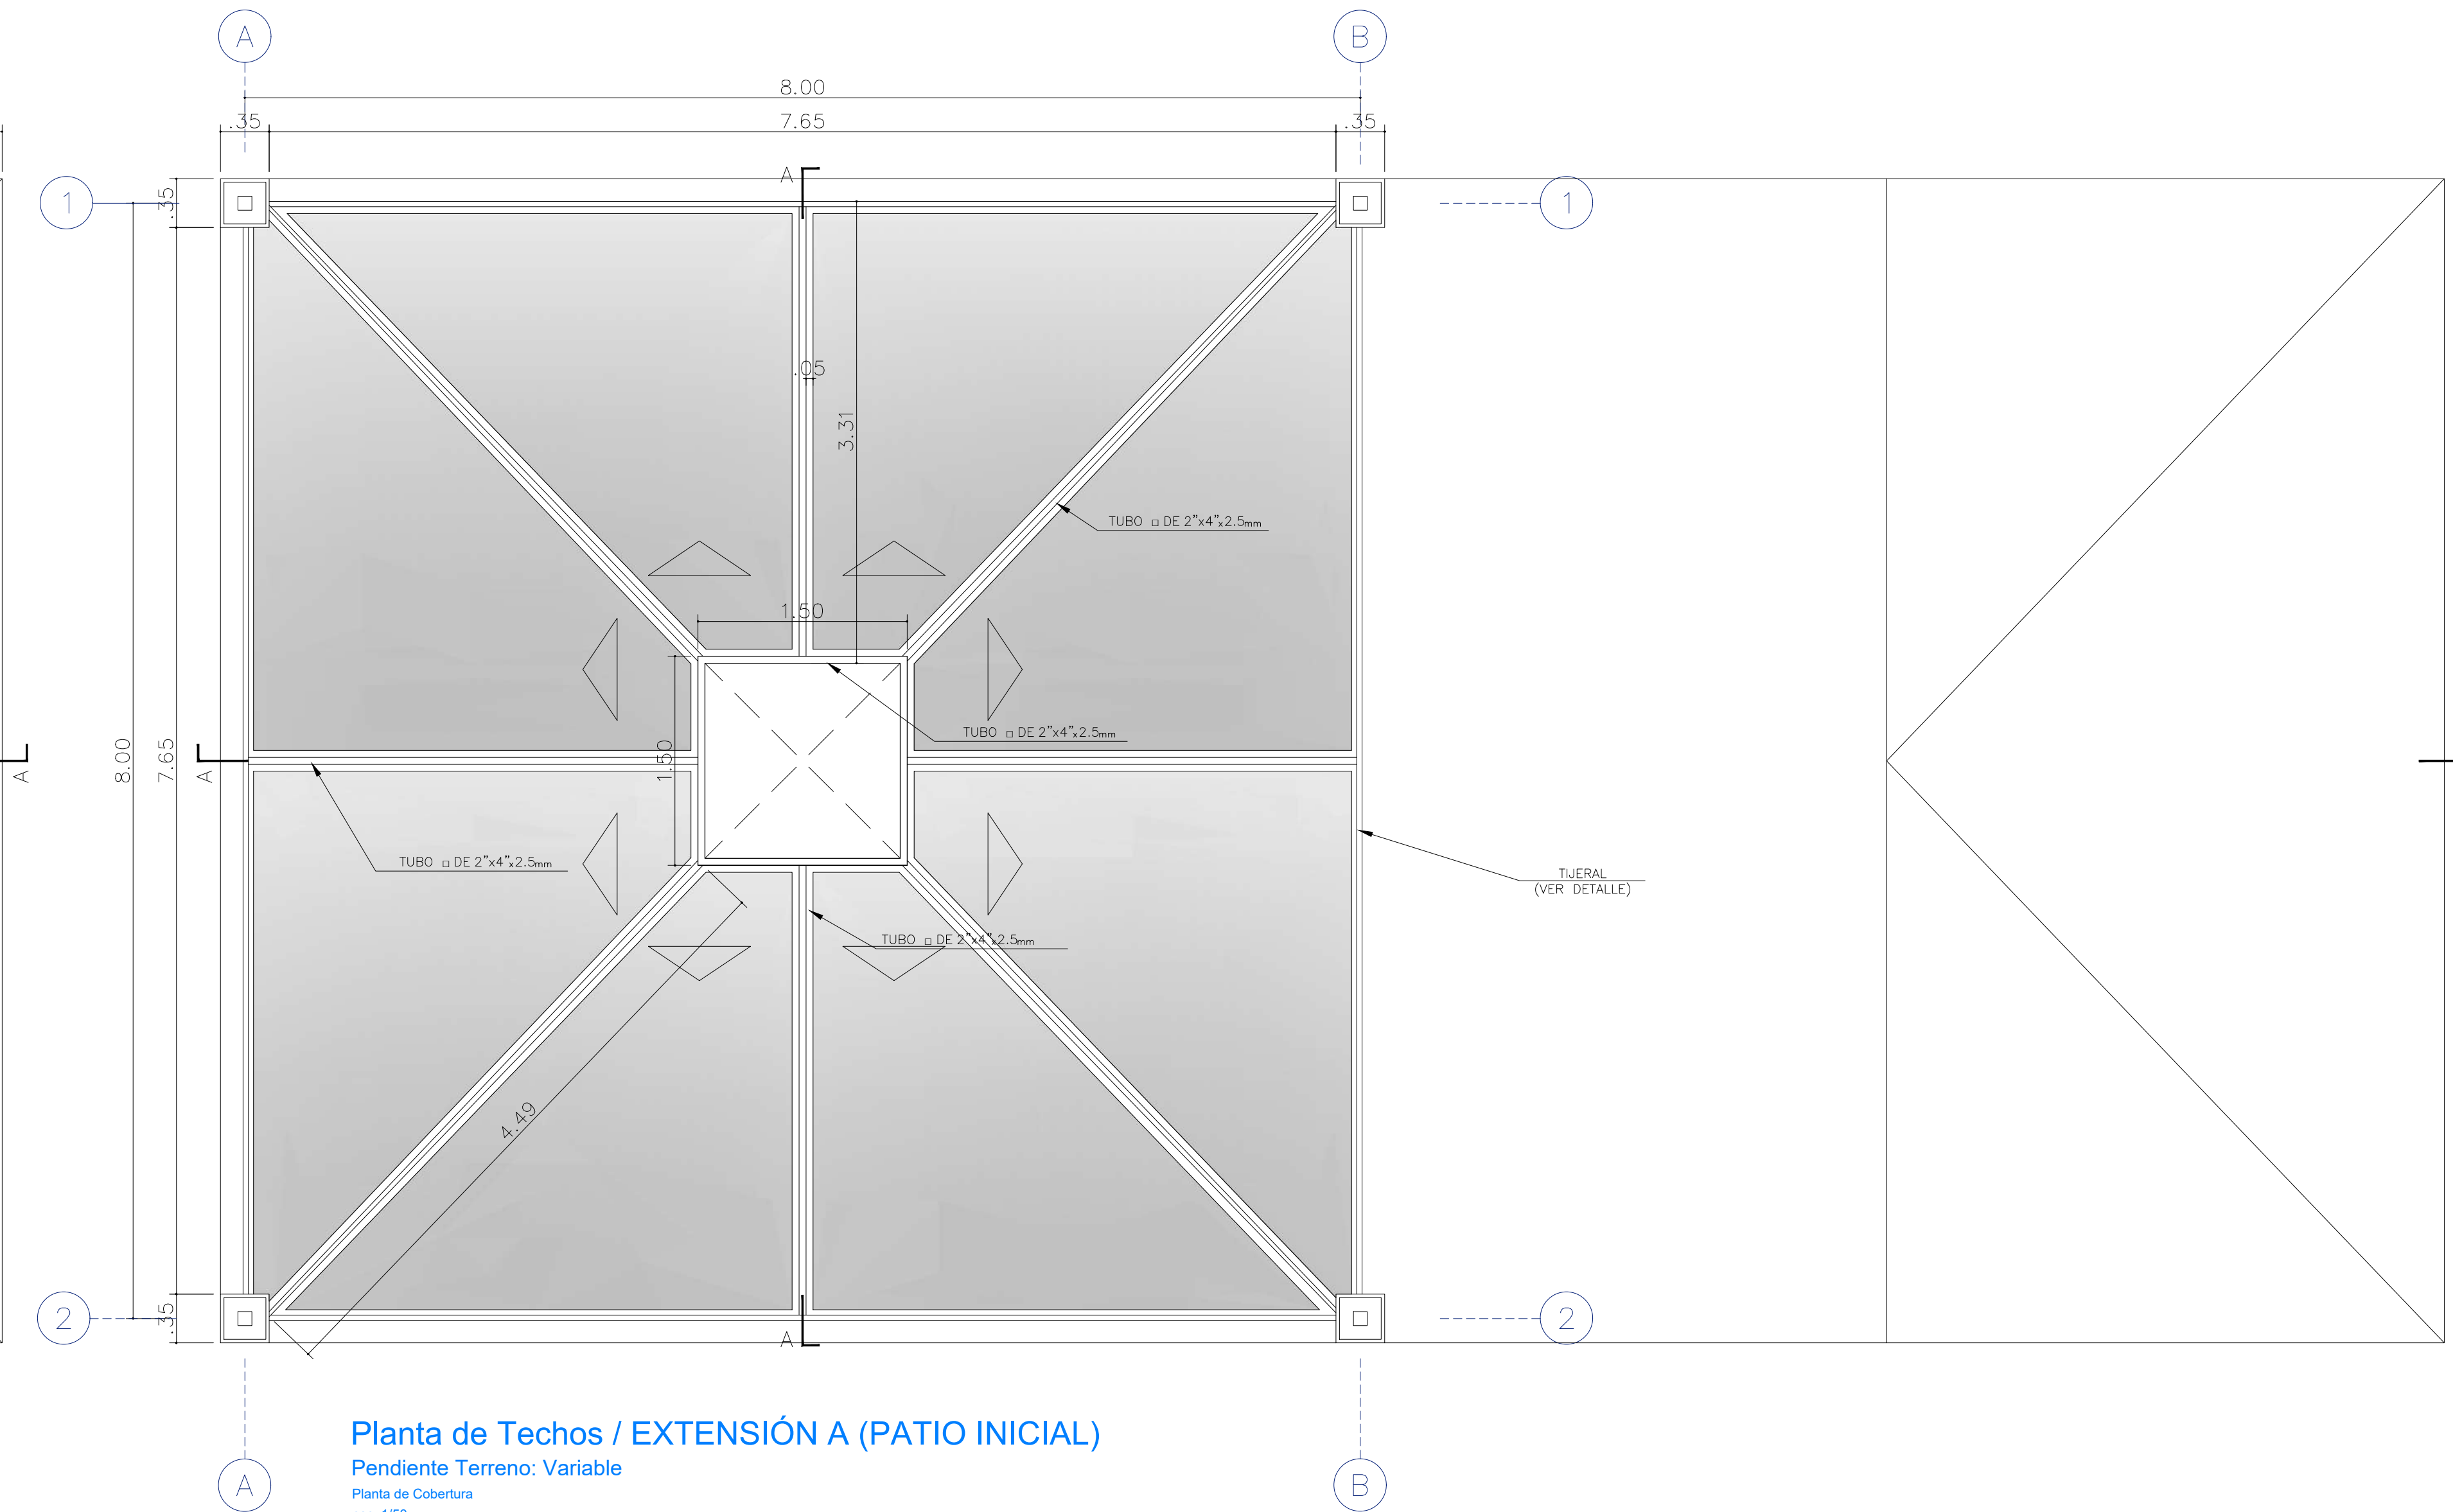 A
B
8.00
.35
7.65
.35
A
1
.35
1
.05
3.31
TUBO □ DE 2"x4"x2.5mm
1.50
TUBO □ DE 2"x4"x2.5mm
1.50
8.00
7.65
A
A
TUBO □ DE 2"x4"x2.5mm
TIJERAL
(VER DETALLE)
TUBO □ DE 2"x4"x2.5mm
4.49
2
.35
A
2
Planta de Techos / EXTENSIÓN A (PATIO INICIAL)
Pendiente Terreno: Variable
Planta de Cobertura
A
B